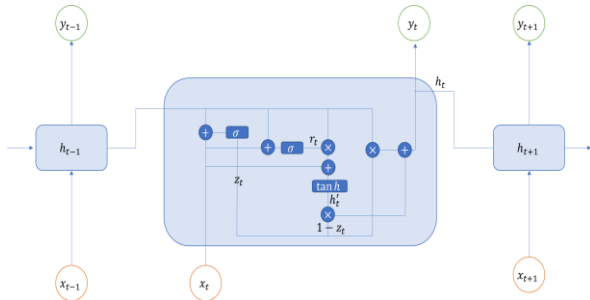 y_{t-1}
y_t
y_{t+1}
h_t
+ σ
+ σ r_t ×
× +
h_{t-1}
h_{t+1}
+
z_t
tan h
h'_t
×
1 − z_t
x_{t-1}
x_t
x_{t+1}